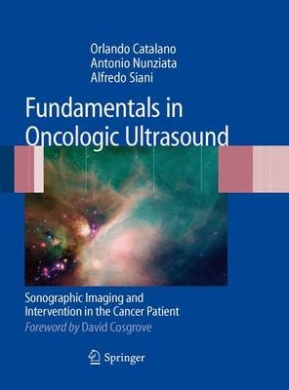 Orlando Catalano
Antonio Nunziata
Alfredo Siani
Fundamentals in
Oncologic Ultrasound
Sonographic Imaging and
Intervention in the Cancer Patient
Foreword by David Cosgrove
Springer